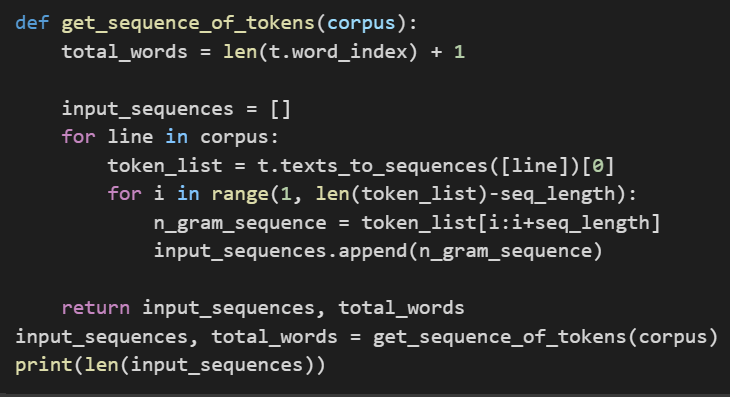 def get_sequence_of_tokens(corpus):
    total_words = len(t.word_index) + 1

    input_sequences = []
    for line in corpus:
        token_list = t.texts_to_sequences([line])[0]
        for i in range(1, len(token_list)-seq_length):
            n_gram_sequence = token_list[i:i+seq_length]
            input_sequences.append(n_gram_sequence)

    return input_sequences, total_words
input_sequences, total_words = get_sequence_of_tokens(corpus)
print(len(input_sequences))